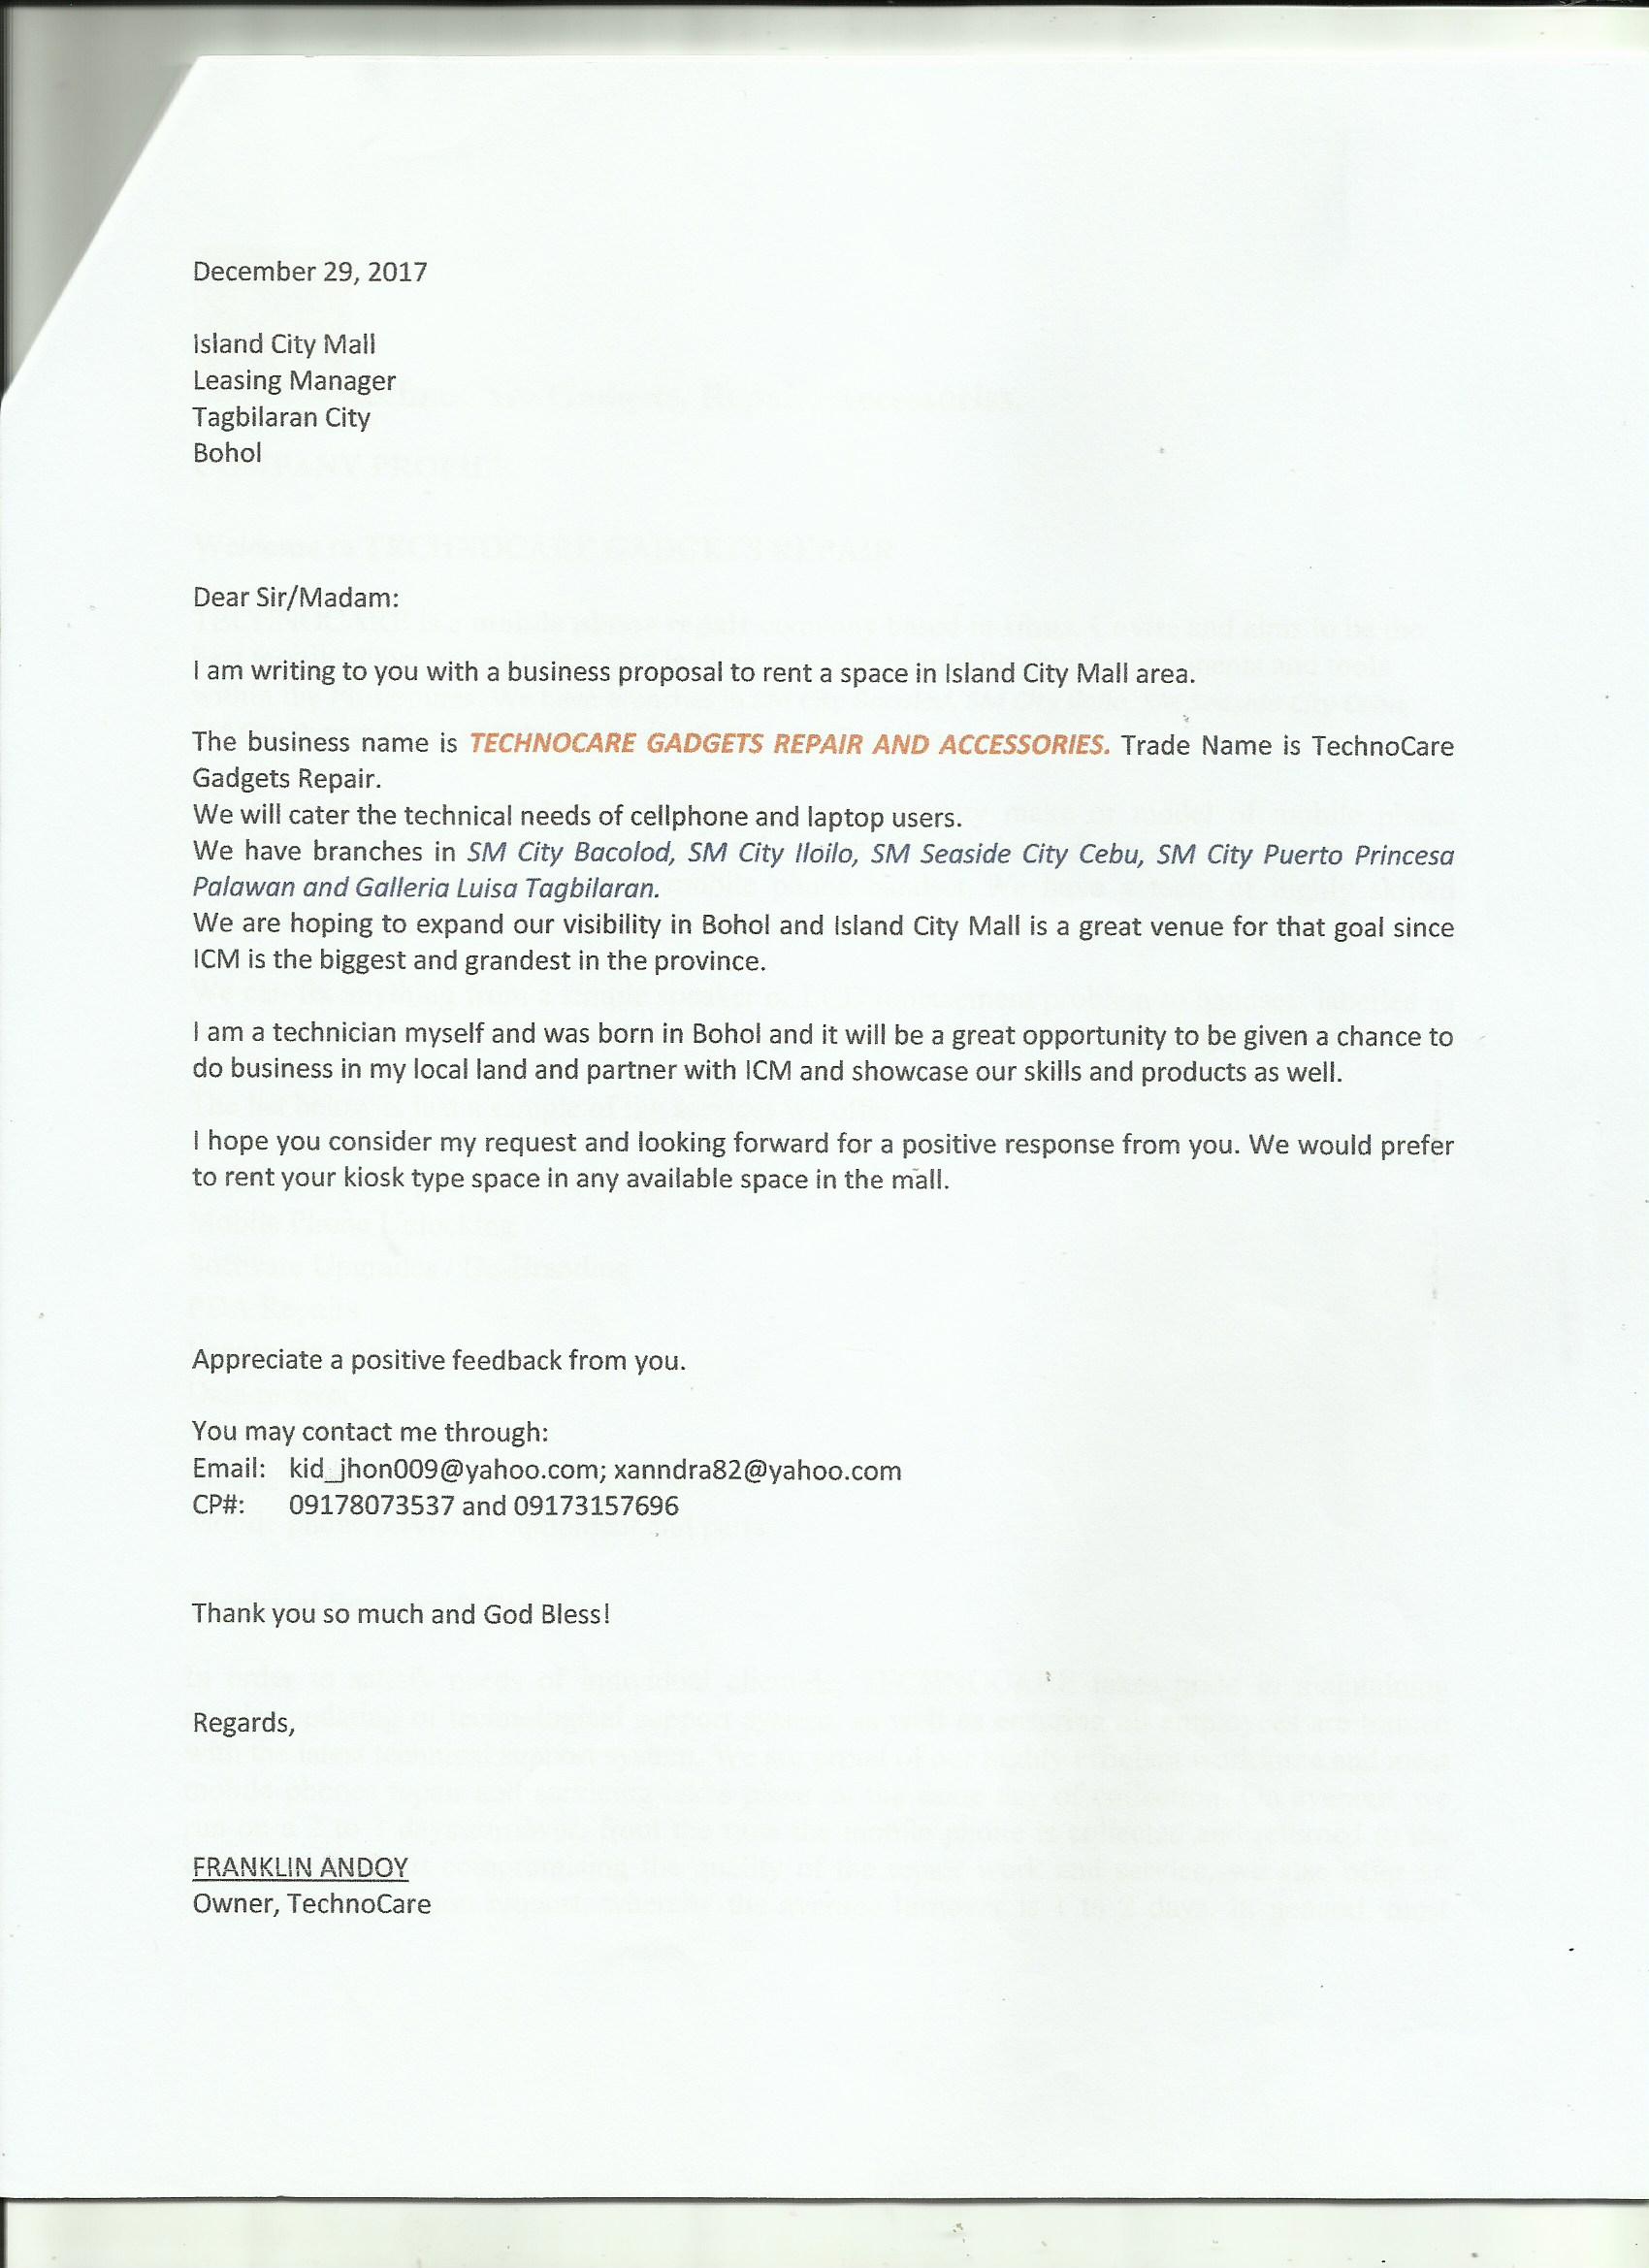 December 29, 2017
Island City Mall
Leasing Manager
Tagbilaran City
Bohol
Dear Sir/Madam:
I am writing to you with a business proposal to rent a space in Island City Mall area.
The business name is TECHNOCARE GADGETS REPAIR AND ACCESSORIES. Trade Name is TechnoCare
Gadgets Repair.
We will cater the technical needs of cellphone and laptop users.
We have branches in SM City Bacolod, SM City Iloilo, SM Seaside City Cebu, SM City Puerto Princesa
Palawan and Galleria Luisa Tagbilaran.
We are hoping to expand our visibility in Bohol and Island City Mall is a great venue for that goal since
ICM is the biggest and grandest in the province.
I am a technician myself and was born in Bohol and it will be a great opportunity to be given a chance to
do business in my local land and partner with ICM and showcase our skills and products as well.
I hope you consider my request and looking forward for a positive response from you. We would prefer
to rent your kiosk type space in any available space in the mall.
Appreciate a positive feedback from you.
You may contact me through:
Email: kid_jhon009@yahoo.com; xanndra82@yahoo.com
CP#: 09178073537 and 09173157696
Thank you so much and God Bless!
Regards,
FRANKLIN ANDOY
Owner, TechnoCare